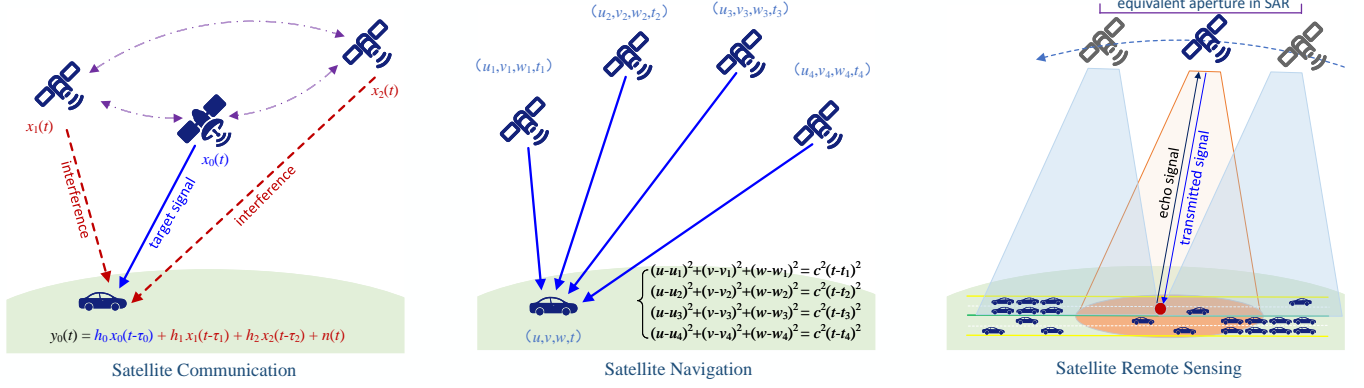 x₁(t)
x₂(t)
x₀(t)
interference
target signal
interference
y₀(t) = h₀ x₀(t-τ₀) + h₁ x₁(t-τ₁) + h₂ x₂(t-τ₂) + n(t)
Satellite Communication
(u₁,v₁,w₁,t₁)
(u₂,v₂,w₂,t₂)
(u₃,v₃,w₃,t₃)
(u₄,v₄,w₄,t₄)
(u-u₁)²+(v-v₁)²+(w-w₁)²= c²(t-t₁)²
(u-u₂)²+(v-v₂)²+(w-w₂)²= c²(t-t₂)²
(u-u₃)²+(v-v₃)²+(w-w₃)²= c²(t-t₃)²
(u-u₄)²+(v-v₄)²+(w-w₄)²= c²(t-t₄)²
(u,v,w,t)
Satellite Navigation
equivalent aperture in SAR
echo signal
transmitted signal
Satellite Remote Sensing